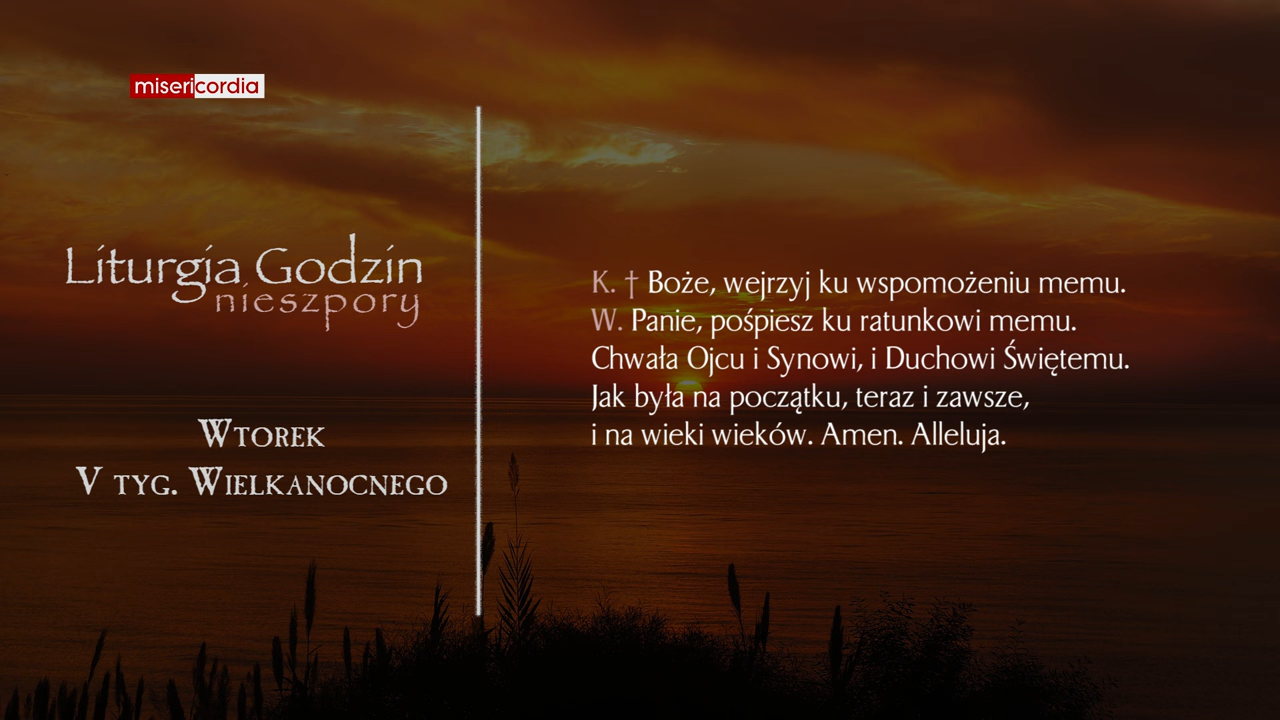 misericordia
Liturgia Godzin
nieszpory
Wtorek
V tyg. Wielkanocnego
K. † Boże, wejrzyj ku wspomożeniu memu.
W. Panie, pośpiesz ku ratunkowi memu.
Chwała Ojcu i Synowi, i Duchowi Świętemu.
Jak była na początku, teraz i zawsze,
i na wieki wieków. Amen. Alleluja.